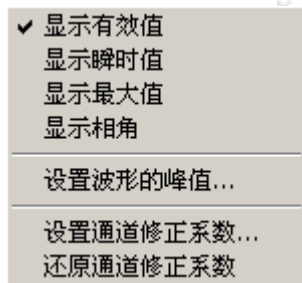 显示有效值
显示瞬时值
显示最大值
显示相角
设置波形的峰值...
设置通道修正系数...
还原通道修正系数